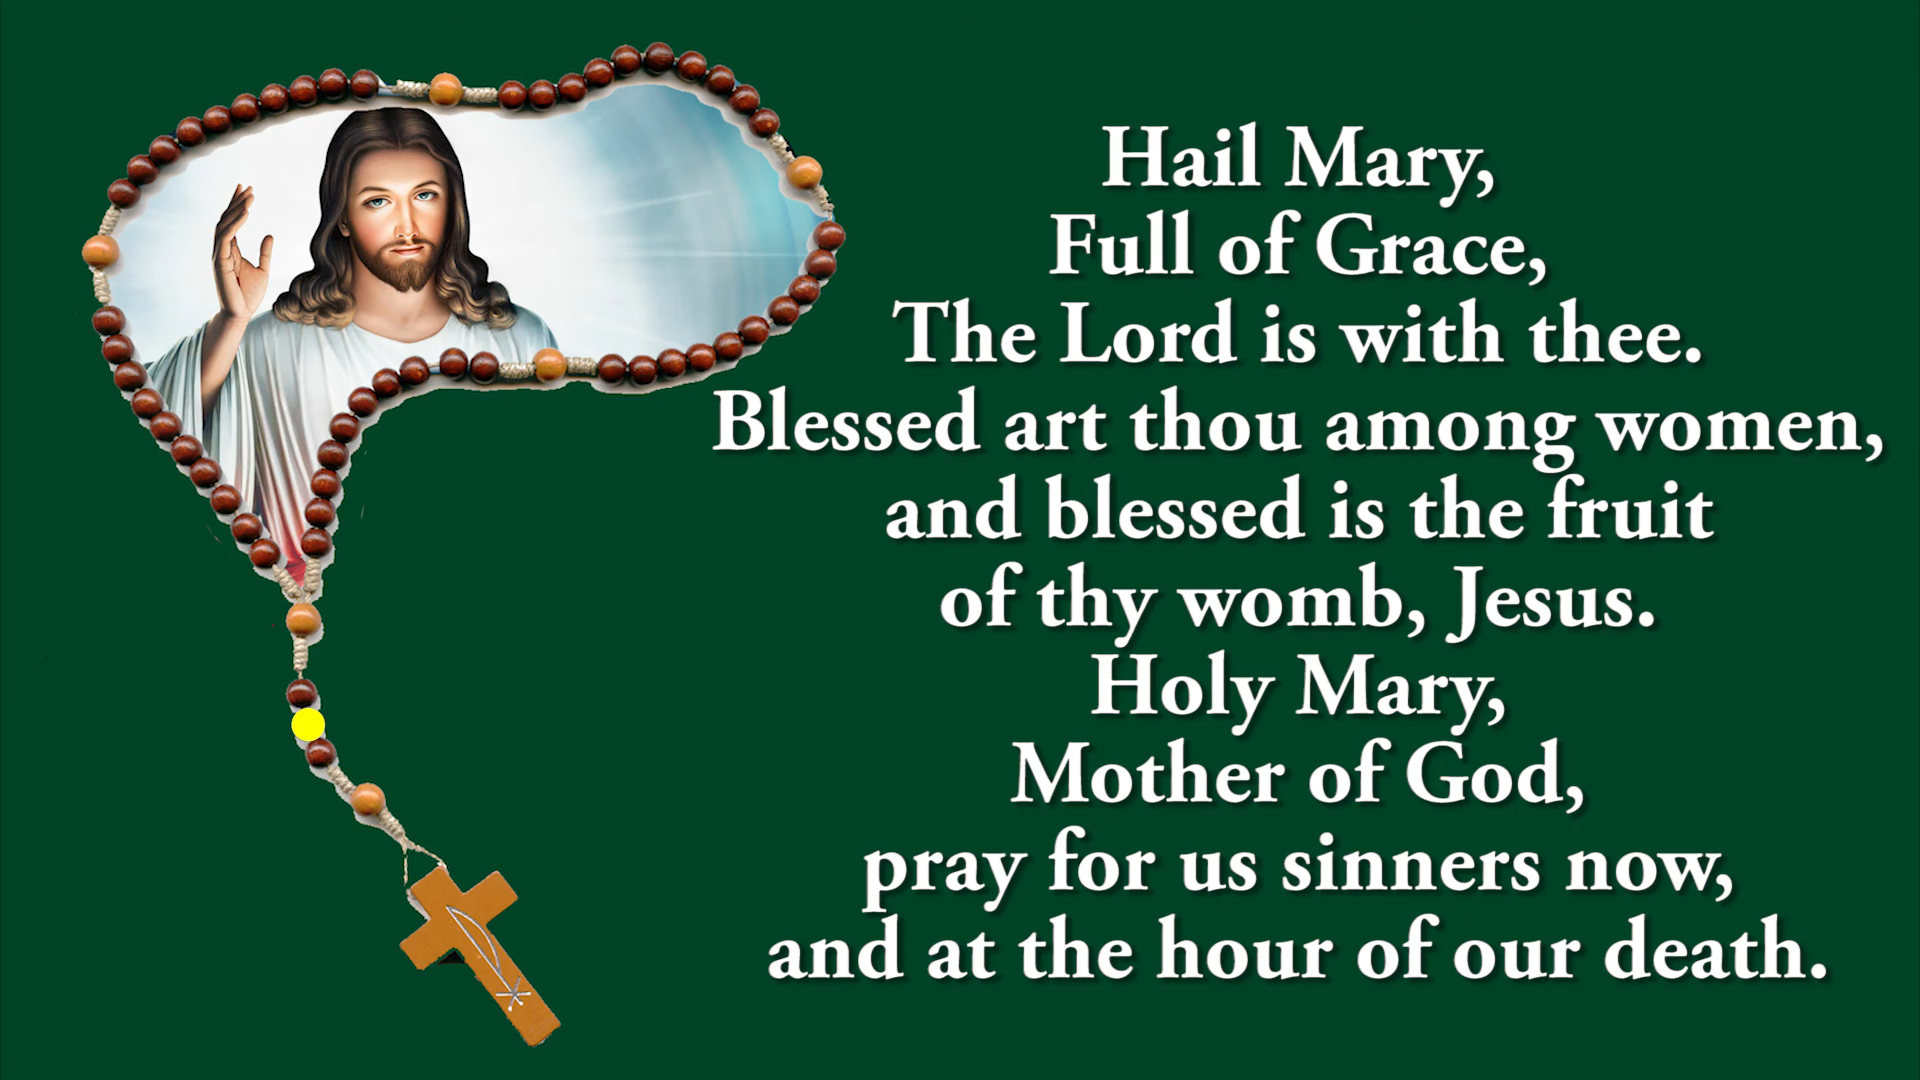 Hail Mary,
Full of Grace,
The Lord is with thee.
Blessed art thou among women,
and blessed is the fruit
of thy womb, Jesus.
Holy Mary,
Mother of God,
pray for us sinners now,
and at the hour of our death.